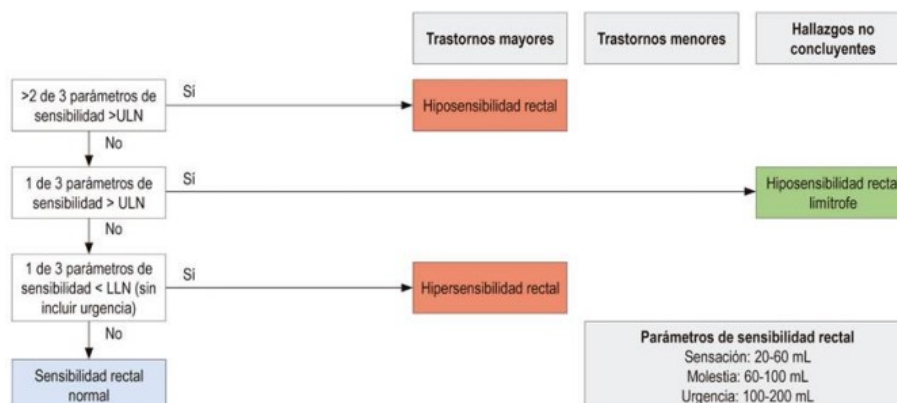 Trastornos mayores
Trastornos menores
Hallazgos no
concluyentes
>2 de 3 parámetros de
sensibilidad >ULN
Sí
Hiposensibilidad rectal
No
1 de 3 parámetros de
sensibilidad > ULN
Sí
Hiposensibilidad rectal
limítrofe
No
1 de 3 parámetros de
sensibilidad < LLN (sin
incluir urgencia)
Sí
Hipersensibilidad rectal
No
Sensibilidad rectal
normal
Parámetros de sensibilidad rectal
Sensación: 20-60 mL
Molestia: 60-100 mL
Urgencia: 100-200 mL